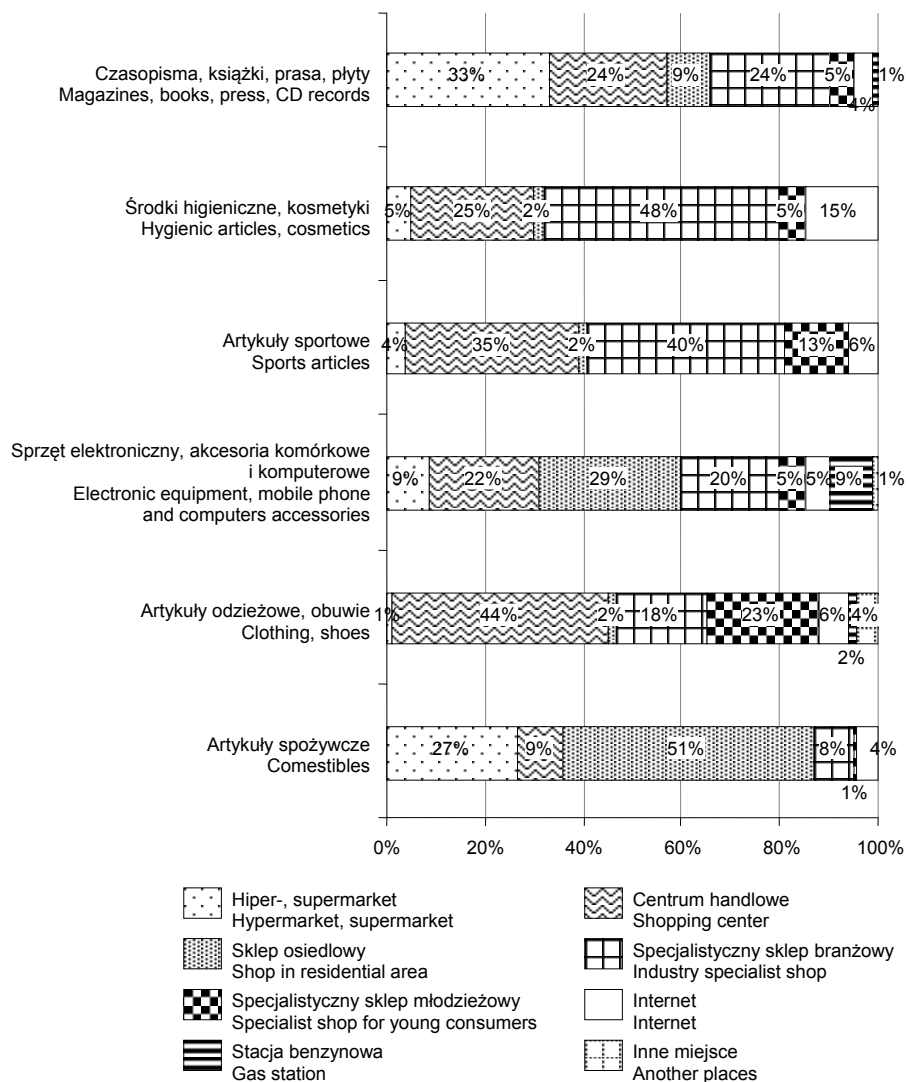 Czasopisma, książki, prasa, płyty
Magazines, books, press, CD records
33% 24% 9% 24% 5% 4% 1%
Środki higieniczne, kosmetyki
Hygienic articles, cosmetics
5% 25% 2% 48% 5% 15%
Artykuły sportowe
Sports articles
4% 35% 2% 40% 13% 6%
Sprzęt elektroniczny, akcesoria komórkowe
i komputerowe
Electronic equipment, mobile phone
and computers accessories
9% 22% 29% 20% 5% 5% 9% 1%
Artykuły odzieżowe, obuwie
Clothing, shoes
1% 44% 2% 18% 23% 6% 4%
2%
Artykuły spożywcze
Comestibles
27% 9% 51% 8% 4%
1%
0% 20% 40% 60% 80% 100%
Hiper-, supermarket
Hypermarket, supermarket
Centrum handlowe
Shopping center
Sklep osiedlowy
Shop in residential area
Specjalistyczny sklep branżowy
Industry specialist shop
Specjalistyczny sklep młodzieżowy
Specialist shop for young consumers
Internet
Internet
Stacja benzynowa
Gas station
Inne miejsce
Another places